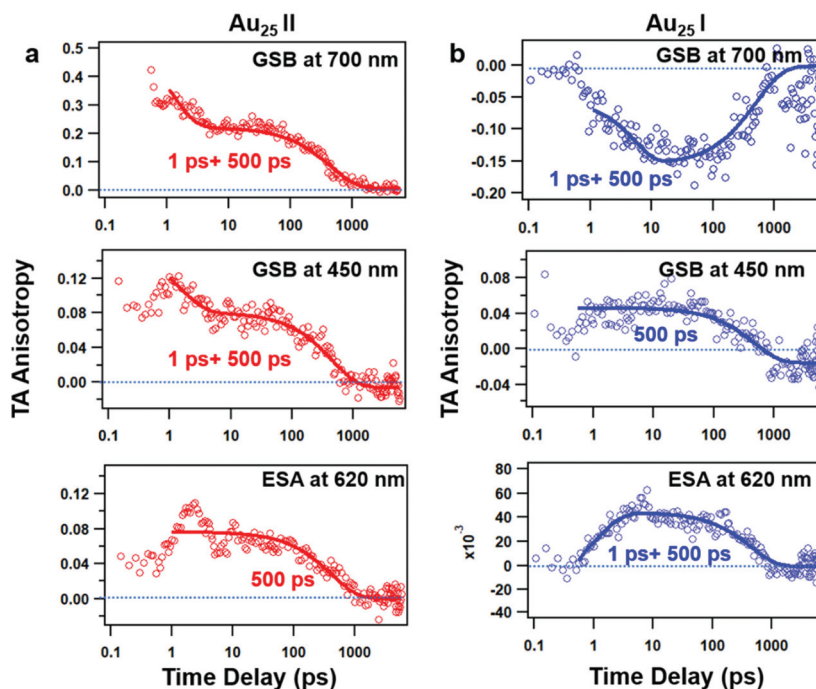 Au25 II
a
GSB at 700 nm
0.5
0.4
0.3
0.2
0.1
0.0
1 ps+ 500 ps
0.1 1 10 100 1000
GSB at 450 nm
0.12
0.08
0.04
0.00
1 ps+ 500 ps
0.1 1 10 100 1000
ESA at 620 nm
0.12
0.08
0.04
0.00
500 ps
0.1 1 10 100 1000
TA Anisotropy
Time Delay (ps)
Au25 I
b
GSB at 700 nm
0.00
-0.05
-0.10
-0.15
-0.20
1 ps+ 500 ps
0.1 1 10 100 1000
GSB at 450 nm
0.08
0.04
0.00
-0.04
500 ps
0.1 1 10 100 1000
ESA at 620 nm
x10-3
80
60
40
20
0
-20
-40
1 ps+ 500 ps
0.1 1 10 100 1000
TA Anisotropy
Time Delay (ps)